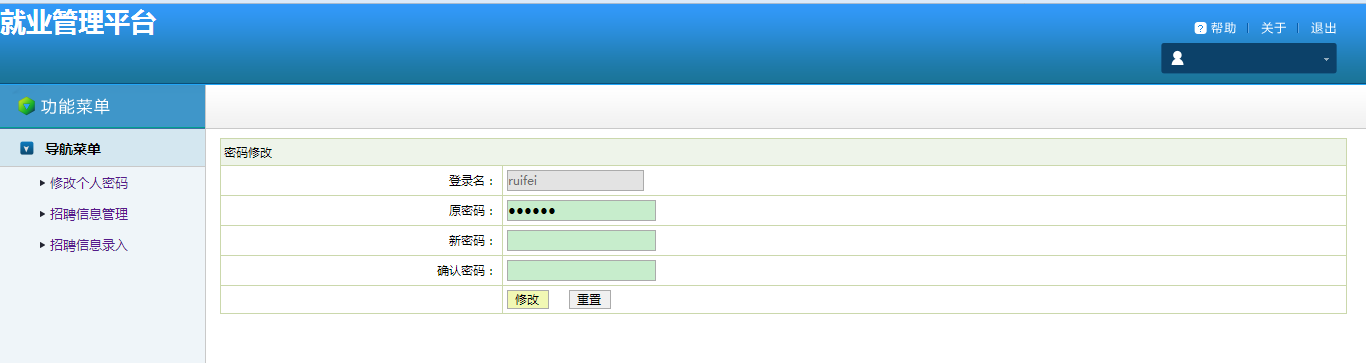 就业管理平台
帮助 | 关于 | 退出
功能菜单
导航菜单
修改个人密码
招聘信息管理
招聘信息录入
密码修改
登录名： ruifei
原密码： ●●●●●●
新密码：
确认密码：
修改 重置